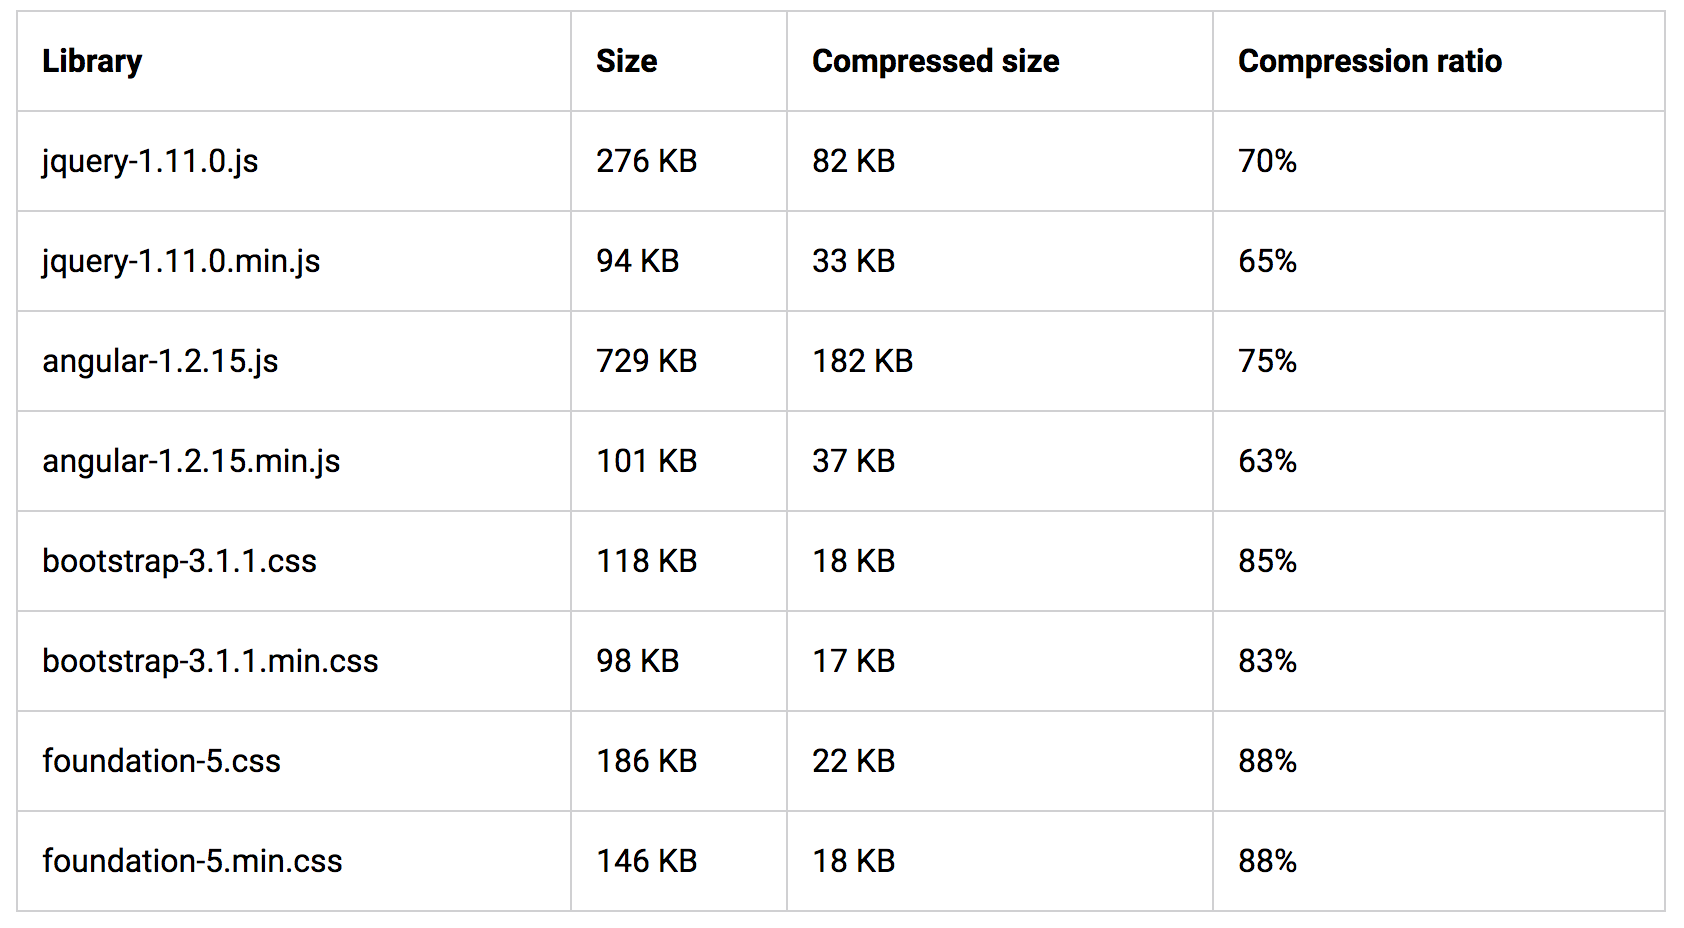 Library Size Compressed size Compression ratio
jquery-1.11.0.js 276 KB 82 KB 70%
jquery-1.11.0.min.js 94 KB 33 KB 65%
angular-1.2.15.js 729 KB 182 KB 75%
angular-1.2.15.min.js 101 KB 37 KB 63%
bootstrap-3.1.1.css 118 KB 18 KB 85%
bootstrap-3.1.1.min.css 98 KB 17 KB 83%
foundation-5.css 186 KB 22 KB 88%
foundation-5.min.css 146 KB 18 KB 88%